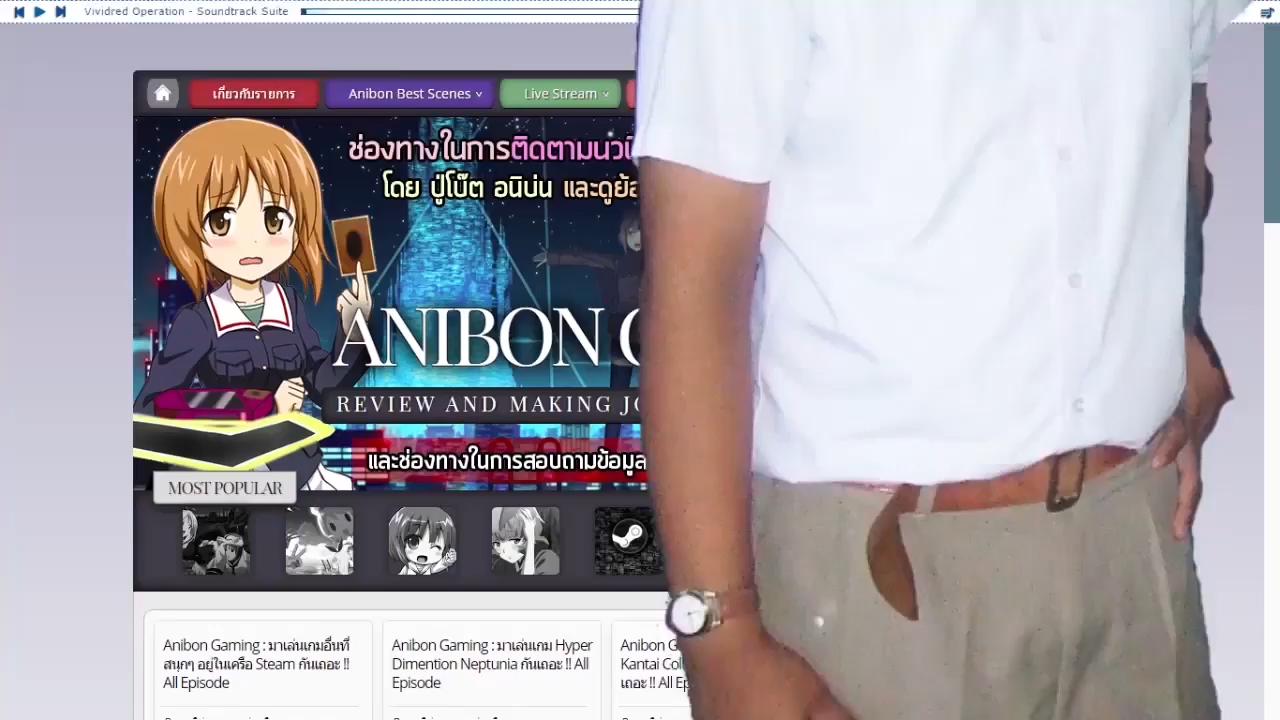 Vividred Operation - Soundtrack Suite
เกี่ยวกับรายการ
Anibon Best Scenes
Live Stream
ช่องทางในการติดตาม
โดย ปู่โบ๊ต อนิบ่น และดูย้อ
ANIBON
REVIEW AND MAKING
และช่องทางในการสอบถามข้อมูล
MOST POPULAR
Anibon Gaming : มาเล่นเกมอื่นที่
สนุกๆ อยู่ในเครือ Steam กันเถอะ !!
All Episode
Anibon Gaming : มาเล่นเกม Hyper
Dimention Neptunia กันเถอะ !! All
Episode
Anibon
Kantai
เถอะ !! All